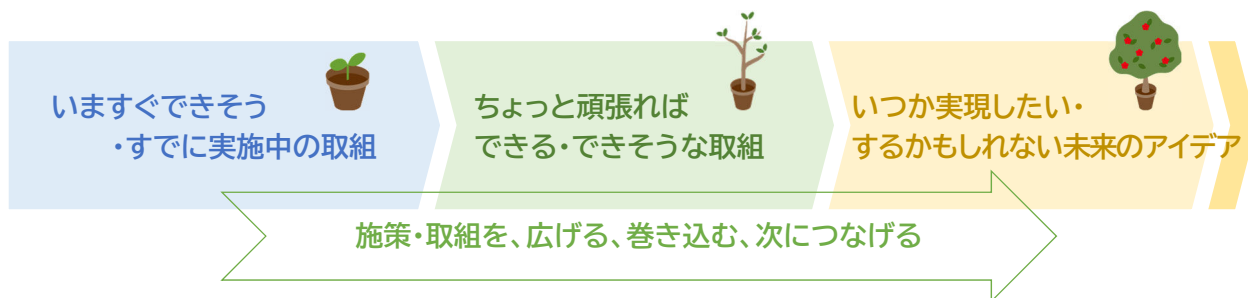 いますぐできそう
・すでに実施中の取組
ちょっと頑張れば
できる・できそうな取組
いつか実現したい・
するかもしれない未来のアイデア
施策・取組を、広げる、巻き込む、次につなげる